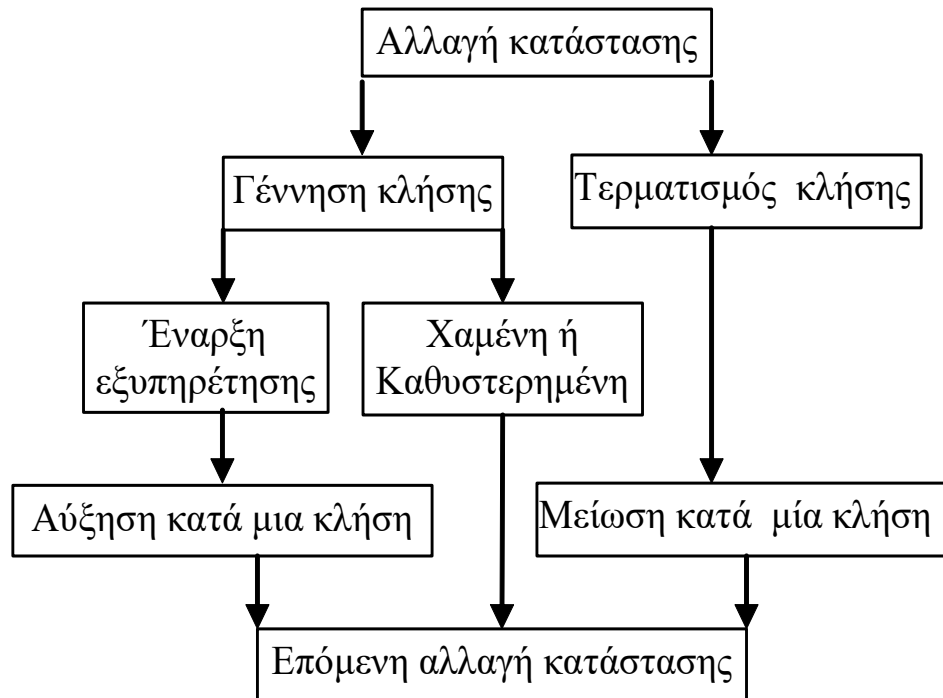 Αλλαγή κατάστασης
Γέννηση κλήσης
Τερματισμός κλήσης
Έναρξη
εξυπηρέτησης
Χαμένη ή
Καθυστερημένη
Αύξηση κατά μια κλήση
Μείωση κατά μία κλήση
Επόμενη αλλαγή κατάστασης